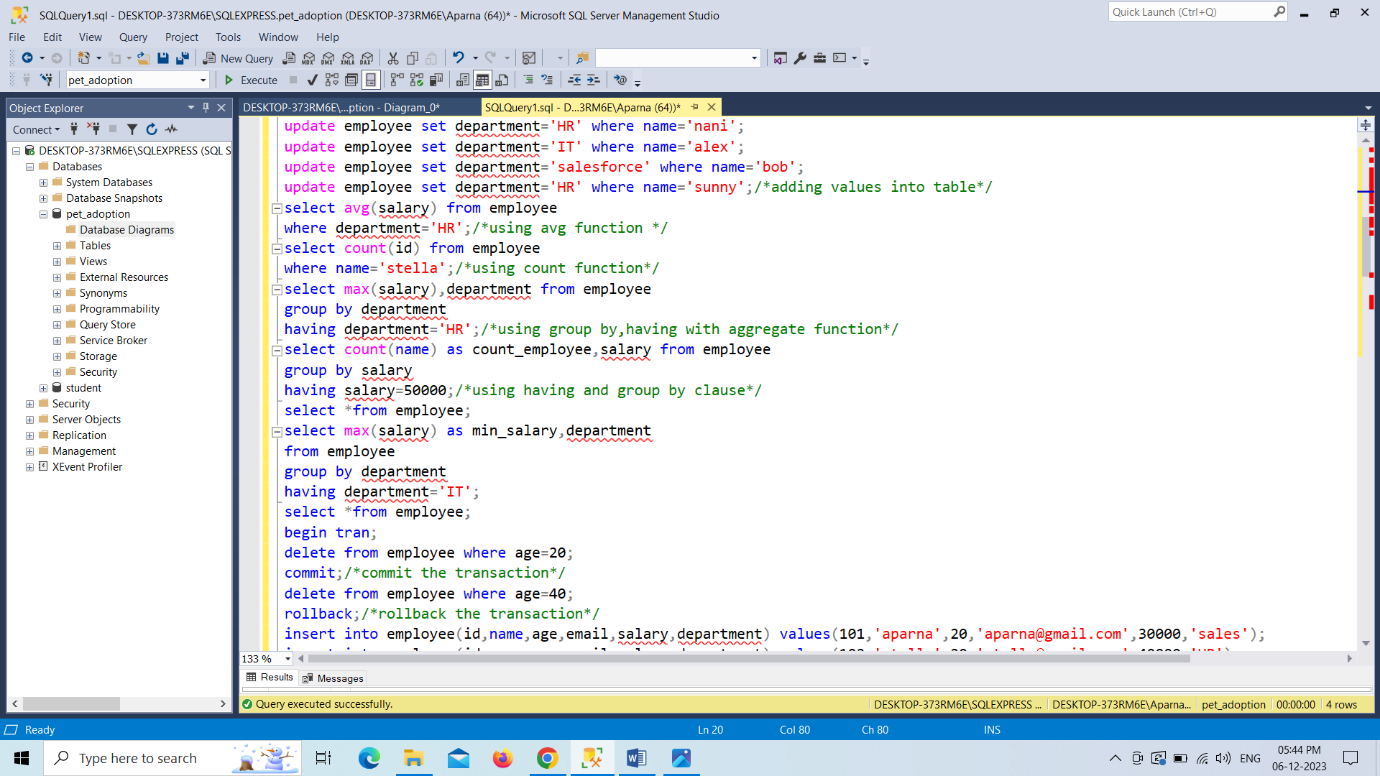 SQLQuery1.sql - DESKTOP-373RM6E\SQLEXPRESS.pet_adoption (DESKTOP-373RM6E\Aparna (64))* - Microsoft SQL Server Management Studio
Quick Launch (Ctrl+Q)
File Edit View Query Project Tools Window Help
New Query
MDX DMX XMLA DAX
pet_adoption Execute
Object Explorer
Connect
DESKTOP-373RM6E\SQLEXPRESS (SQL S
Databases
System Databases
Database Snapshots
pet_adoption
Database Diagrams
Tables
Views
External Resources
Synonyms
Programmability
Query Store
Service Broker
Storage
Security
student
Security
Server Objects
Replication
Management
XEvent Profiler
DESKTOP-373RM6E\...ption - Diagram_0*
SQLQuery1.sql - D...3RM6E\Aparna (64))*
update employee set department='HR' where name='nani';
update employee set department='IT' where name='alex';
update employee set department='salesforce' where name='bob';
update employee set department='HR' where name='sunny';/*adding values into table*/
select avg(salary) from employee
where department='HR';/*using avg function */
select count(id) from employee
where name='stella';/*using count function*/
select max(salary),department from employee
group by department
having department='HR';/*using group by,having with aggregate function*/
select count(name) as count_employee,salary from employee
group by salary
having salary=50000;/*using having and group by clause*/
select *from employee;
select max(salary) as min_salary,department
from employee
group by department
having department='IT';
select *from employee;
begin tran;
delete from employee where age=20;
commit;/*commit the transaction*/
delete from employee where age=40;
rollback;/*rollback the transaction*/
insert into employee(id,name,age,email,salary,department) values(101,'aparna',20,'aparna@gmail.com',30000,'sales');
133 %
Results Messages
Query executed successfully.
DESKTOP-373RM6E\SQLEXPRESS ... DESKTOP-373RM6E\Aparna... pet_adoption 00:00:00 4 rows
Ready Ln 20 Col 80 Ch 80 INS
Type here to search
ENG
05:44 PM
06-12-2023